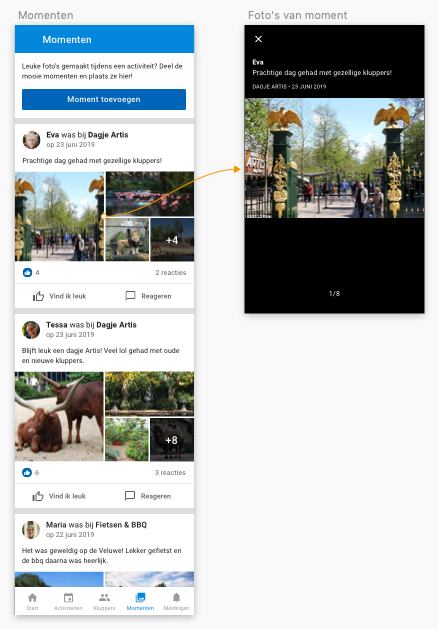 Momenten
Momenten
Leuke foto's gemaakt tijdens een activiteit? Deel de
mooie momenten en plaats ze hier!
Moment toevoegen
Eva was bij Dagje Artis
op 23 juni 2019
Prachtige dag gehad met gezellige kluppers!
+4
4
2 reacties
Vind ik leuk
Reageren
Tessa was bij Dagje Artis
op 23 juni 2019
Blijft leuk een dagje Artis! Veel lol gehad met oude
en nieuwe kluppers.
+8
6
3 reacties
Vind ik leuk
Reageren
Maria was bij Fietsen & BBQ
op 22 juni 2019
Het was geweldig op de Veluwe! Lekker gefietst en
de bbq daarna was heerlijk.
Start
Activiteiten
Kluppers
Momenten
Meldingen
Foto's van moment
Eva
Prachtige dag gehad met gezellige kluppers!
DAGJE ARTIS • 23 JUNI 2019
ARTIS
1/8